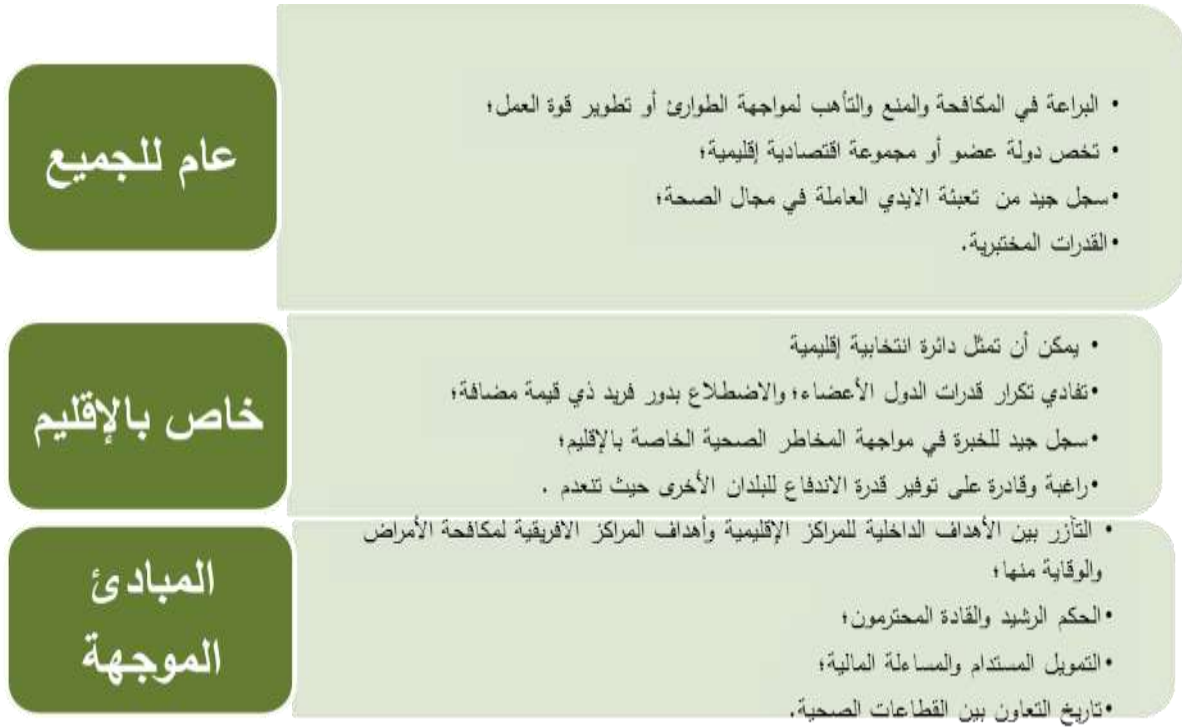 عام للجميع
• البراعة في المكافحة والمنع والتأهب لمواجهة الطوارئ أو تطوير قوة العمل؛
• تخص دولة عضو أو مجموعة اقتصادية إقليمية؛
•سجل جيد من تعبئة الايدي العاملة في مجال الصحة؛
•القدرات المختبرية.
خاص بالإقليم
• يمكن أن تمثل دائرة انتخابية إقليمية
•تفادي تكرار قدرات الدول الأعضاء؛ والاضطلاع بدور فريد ذي قيمة مضافة؛
•سجل جيد للخبرة في مواجهة المخاطر الصحية الخاصة بالإقليم؛
•راغبة وقادرة على توفير قدرة الاندفاع للبلدان الأخرى حيث تنعدم .
المبادئ
الموجهة
• التآزر بين الأهداف الداخلية للمراكز الإقليمية وأهداف المراكز الافريقية لمكافحة الأمراض
والوقاية منها؛
•الحكم الرشيد والقادة المحترمون؛
•التمويل المستدام والمساءلة المالية؛
•تاريخ التعاون بين القطاعات الصحية.